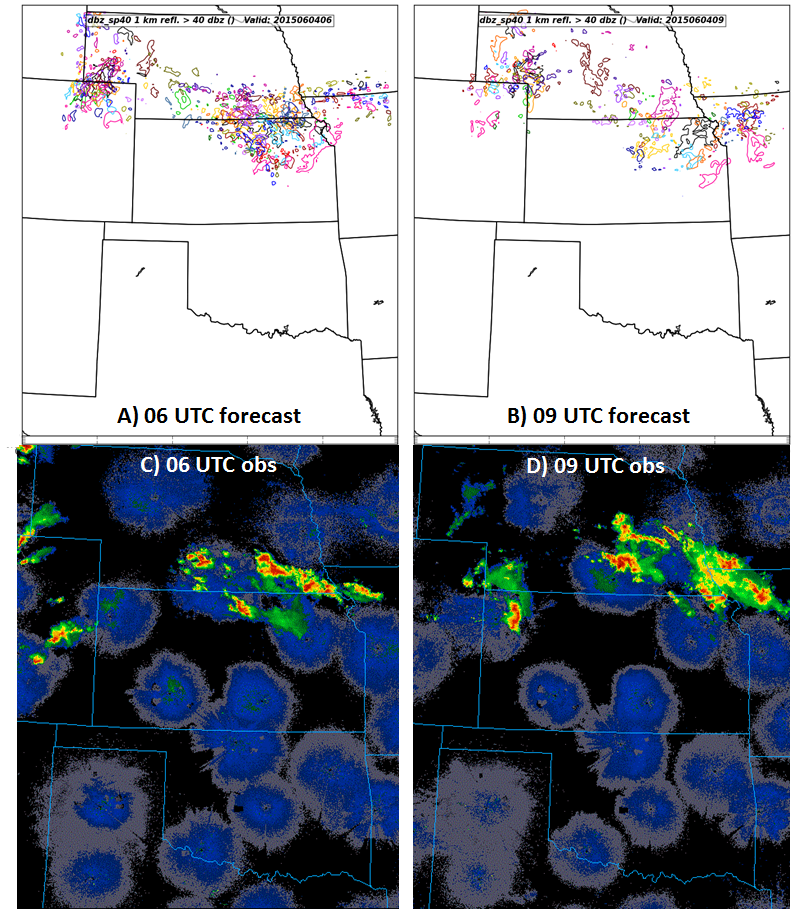 dbz_sp40 1 km refl. > 40 dbz () Valid: 2015060406
dbz_sp40 1 km refl. > 40 dbz () Valid: 2015060409
A) 06 UTC forecast
B) 09 UTC forecast
C) 06 UTC obs
D) 09 UTC obs